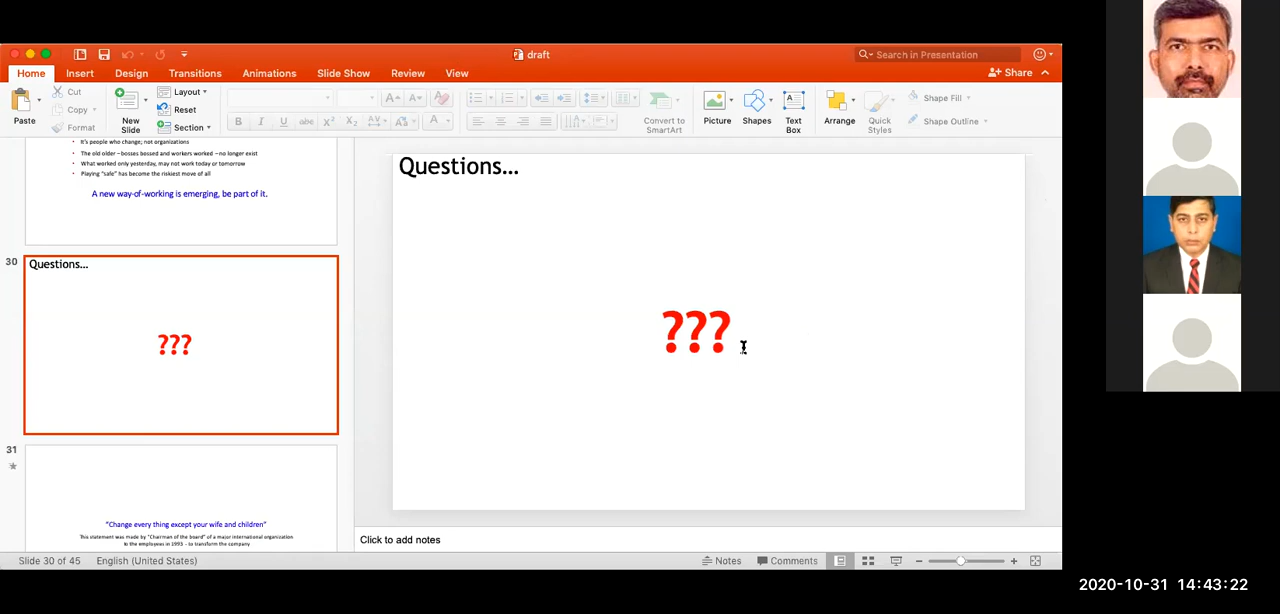 draft
Search in Presentation
Home Insert Design Transitions Animations Slide Show Review View
Share
Paste
Cut
Copy
Format
New
Slide
Layout
Reset
Section
B I U abc X² X₂ AV A
Convert to
SmartArt
Picture
Shapes
Text
Box
Arrange
Quick
Styles
Shape Fill
Shape Outline
• It's people who change; not organizations
• The old older – bosses bossed and workers worked – no longer exist
• What worked only yesterday, may not work today or tomorrow
• Playing "safe" has become the riskiest move of all
A new way-of-working is emerging, be part of it.
30
Questions...
???
31
"Change every thing except your wife and children"
This statement was made by "Chairman of the board" of a major international organization
to the employees in 1993 - to transform the company
Questions...
???
Click to add notes
Slide 30 of 45 English (United States)
Notes Comments
2020-10-31 14:43:22